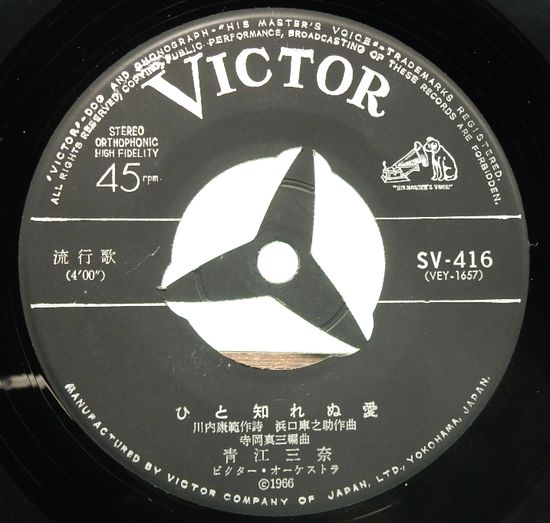 "VICTOR"-DOG AND PHONOGRAPH-"HIS MASTER'S VOICE"-TRADEMARKS REGISTERED.
ALL RIGHTS RESERVED, COPYING, PUBLIC PERFORMANCE, BROADCASTING OF THESE RECORDS ARE FORBIDDEN.
VICTOR
STEREO
ORTHOPHONIC
HIGH FIDELITY
45 rpm.
"HIS MASTER'S VOICE"
流行歌
(4'00")
SV-416
(VEY-1657)
ひと知れぬ愛
川内康範作詩 浜口庫之助作曲
寺岡真三編曲
青江三奈
ビクター・オーケストラ
©1966
MANUFACTURED BY VICTOR COMPANY OF JAPAN, LTD., YOKOHAMA, JAPAN.